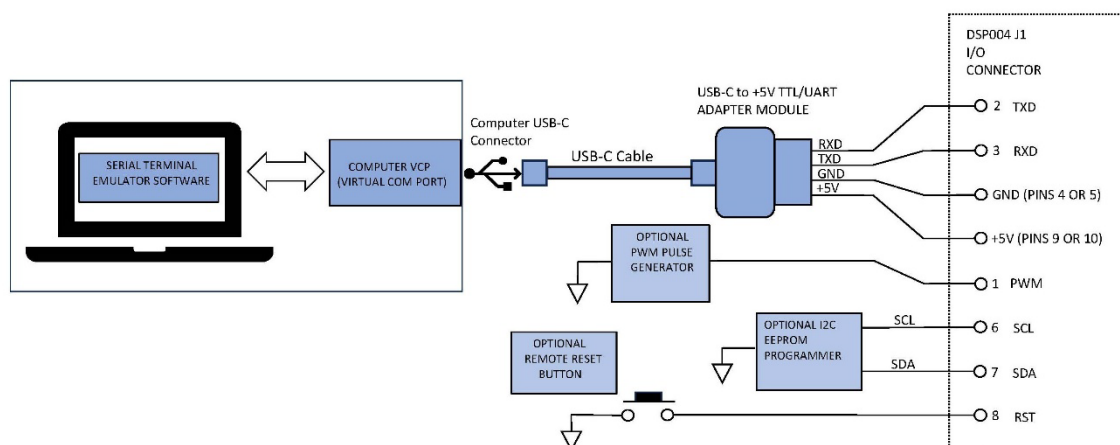 DSP004 J1
I/O
CONNECTOR
USB-C to +5V TTL/UART
ADAPTER MODULE
2 TXD
Computer USB-C
Connector
SERIAL TERMINAL
EMULATOR SOFTWARE
COMPUTER VCP
(VIRTUAL COM PORT)
USB-C Cable
RXD
TXD
GND
+5V
3 RXD
GND (PINS 4 OR 5)
+5V (PINS 9 OR 10)
OPTIONAL
PWM PULSE
GENERATOR
1 PWM
OPTIONAL I2C
EEPROM
PROGRAMMER
SCL
6 SCL
SDA
7 SDA
OPTIONAL
REMOTE RESET
BUTTON
8 RST